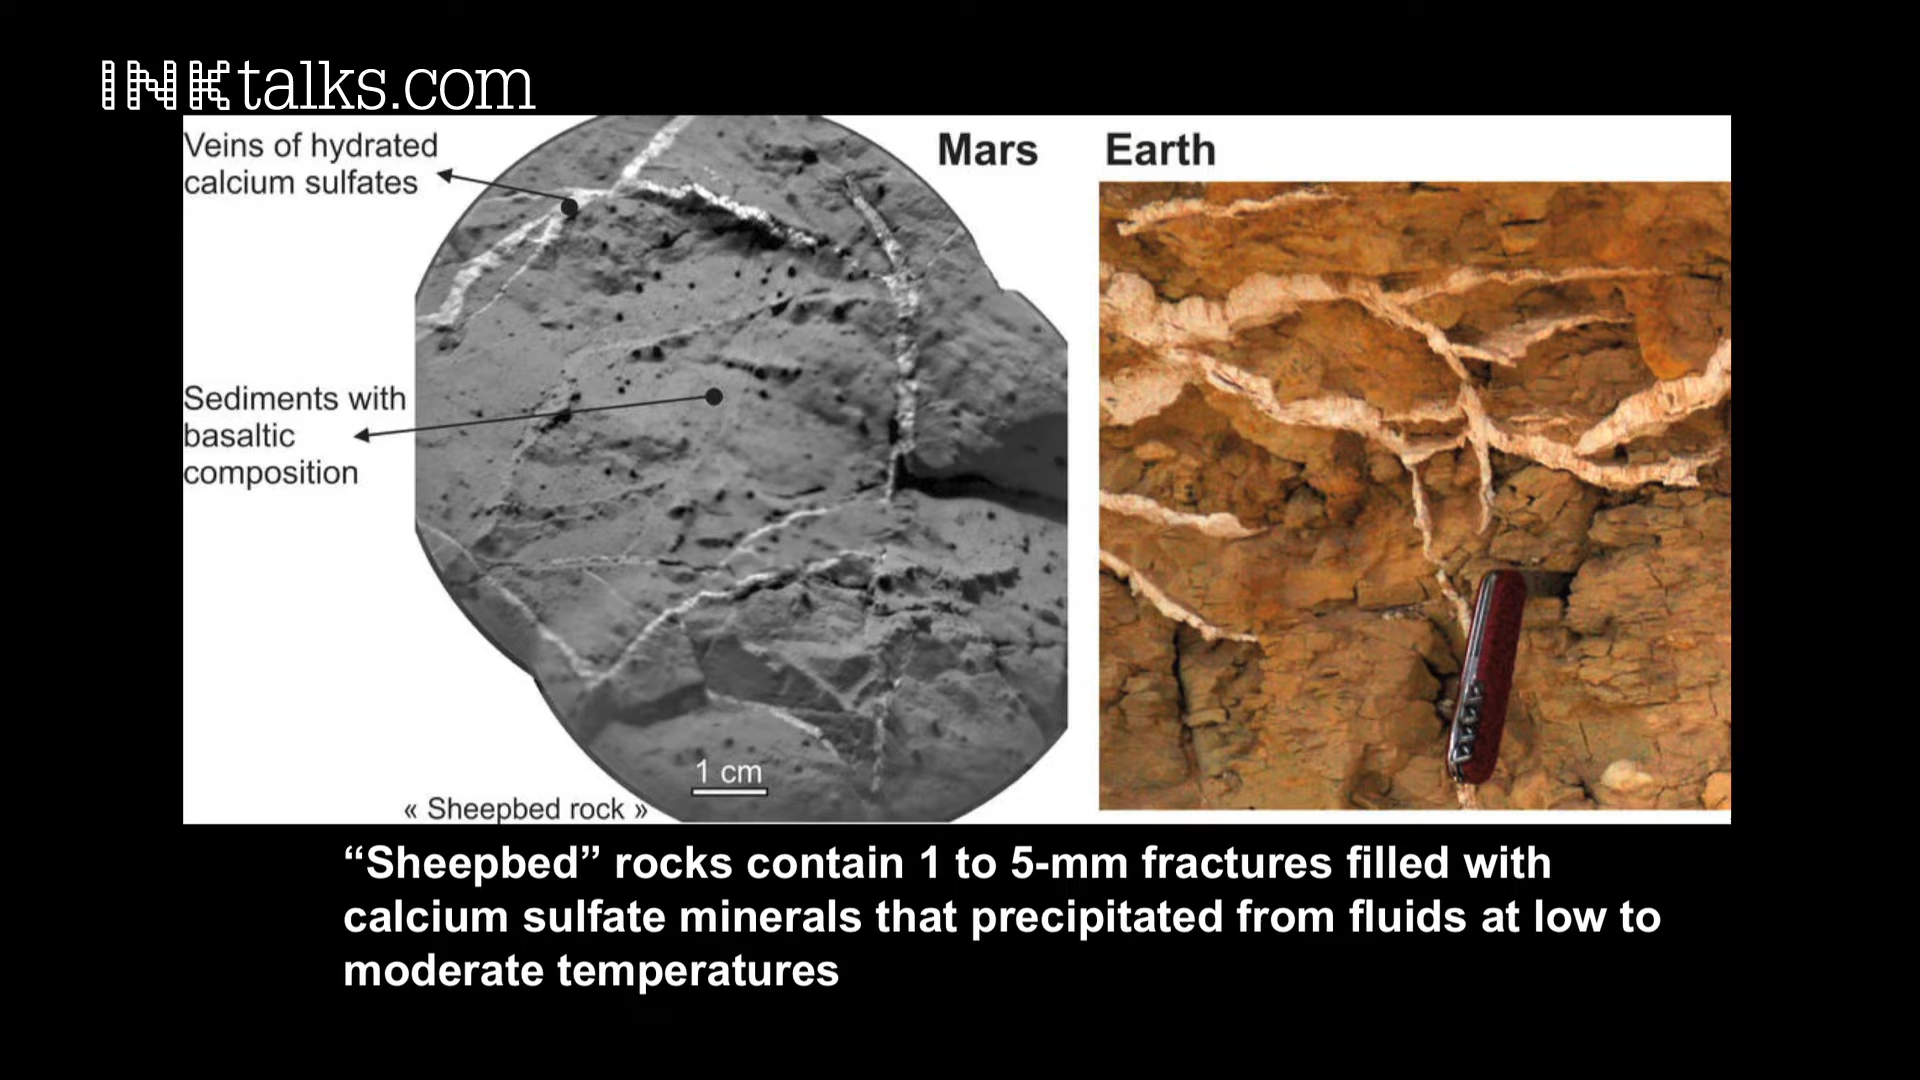 INKtalks.com
Veins of hydrated
calcium sulfates
Mars
Earth
Sediments with
basaltic
composition
1 cm
« Sheepbed rock »
“Sheepbed” rocks contain 1 to 5-mm fractures filled with
calcium sulfate minerals that precipitated from fluids at low to
moderate temperatures